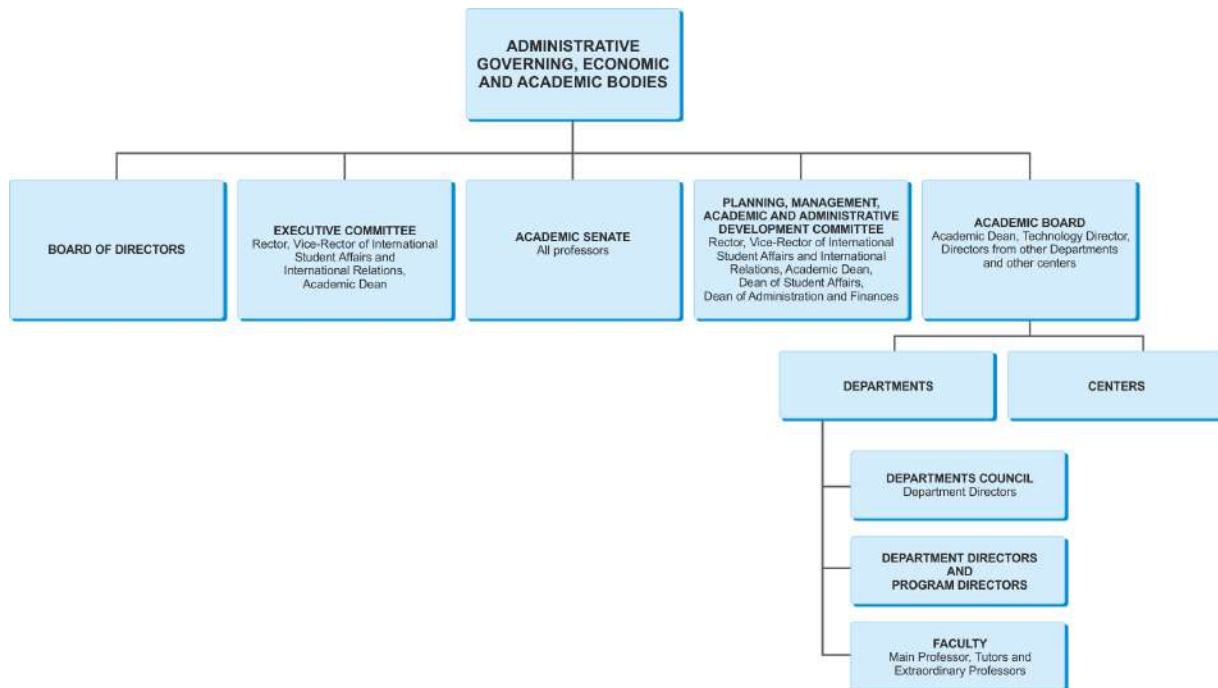 ADMINISTRATIVE
GOVERNING, ECONOMIC
AND ACADEMIC BODIES
BOARD OF DIRECTORS
EXECUTIVE COMMITTEE
Rector, Vice-Rector of International
Student Affairs and
International Relations,
Academic Dean
ACADEMIC SENATE
All professors
PLANNING, MANAGEMENT,
ACADEMIC AND ADMINISTRATIVE
DEVELOPMENT COMMITTEE
Rector, Vice-Rector of International
Student Affairs and International
Relations, Academic Dean,
Dean of Student Affairs,
Dean of Administration and Finances
ACADEMIC BOARD
Academic Dean, Technology Director,
Directors from other Departments
and other centers
DEPARTMENTS
CENTERS
DEPARTMENTS COUNCIL
Department Directors
DEPARTMENT DIRECTORS
AND
PROGRAM DIRECTORS
FACULTY
Main Professor, Tutors and
Extraordinary Professors